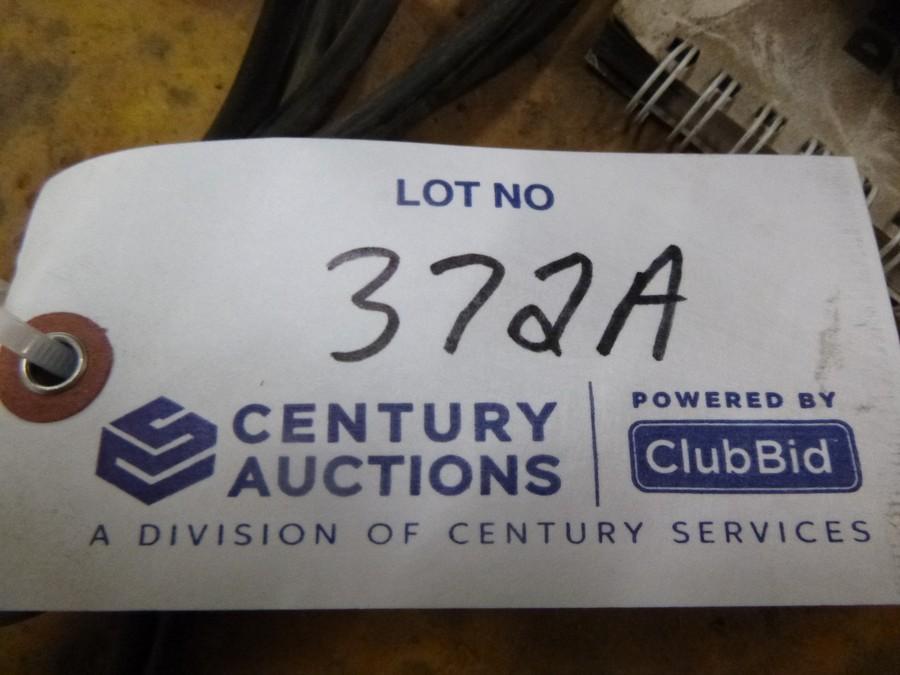 LOT NO
372A
CENTURY
AUCTIONS
POWERED BY
ClubBid
A DIVISION OF CENTURY SERVICES